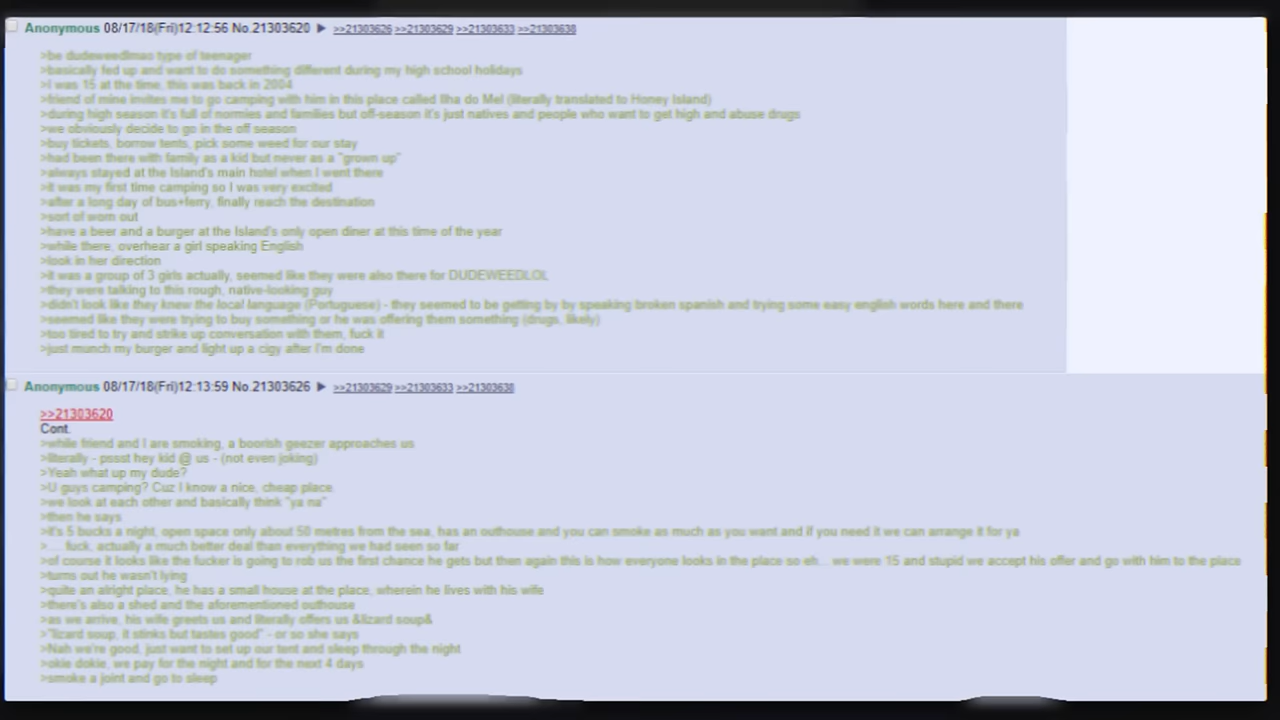 Anonymous 08/17/18(Fri)12:12:56 No.21303620 ▶ >>21303626 >>21303629 >>21303633 >>21303638
>be dudeweedlmao type of teenager
>basically fed up and want to do something different during my high school holidays
>I was 15 at the time, this was back in 2004
>friend of mine invites me to go camping with him in this place called Ilha do Mel (literally translated to Honey Island)
>during high season it's full of normies and families but off-season it's just natives and people who want to get high and abuse drugs
>we obviously decide to go in the off season
>buy tickets, borrow tents, pick some weed for our stay
>had been there with family as a kid but never as a "grown up"
>always stayed at the Island's main hotel when I went there
>it was my first time camping so I was very excited
>after a long day of bus+ferry, finally reach the destination
>sort of worn out
>have a beer and a burger at the Island's only open diner at this time of the year
>while there, overhear a girl speaking English
>look in her direction
>it was a group of 3 girls actually, seemed like they were also there for DUDEWEEDLOL
>they were talking to this rough, native-looking guy
>didn't look like they knew the local language (Portuguese) - they seemed to be getting by by speaking broken spanish and trying some easy english words here and there
>seemed like they were trying to buy something or he was offering them something (drugs, likely)
>too tired to try and strike up conversation with them, fuck it
>just munch my burger and light up a cigy after I'm done
Anonymous 08/17/18(Fri)12:13:59 No.21303626 ▶ >>21303629 >>21303633 >>21303638
>>21303620
Cont.
>while friend and I are smoking, a boorish geezer approaches us
>literally - pssst hey kid @ us - (not even joking)
>Yeah what up my dude?
>U guys camping? Cuz I know a nice, cheap place.
>we look at each other and basically think "ya na"
>then he says
>it's 5 bucks a night, open space only about 50 metres from the sea, has an outhouse and you can smoke as much as you want and if you need it we can arrange it for ya
>.... fuck, actually a much better deal than everything we had seen so far
>of course it looks like the fucker is going to rob us the first chance he gets but then again this is how everyone looks in the place so eh... we were 15 and stupid we accept his offer and go with him to the place
>turns out he wasn't lying
>quite an alright place, he has a small house at the place, wherein he lives with his wife
>there's also a shed and the aforementioned outhouse
>as we arrive, his wife greets us and literally offers us &lizard soup&
>"lizard soup, it stinks but tastes good" - or so she says
>Nah we're good, just want to set up our tent and sleep through the night
>okie dokie, we pay for the night and for the next 4 days
>smoke a joint and go to sleep